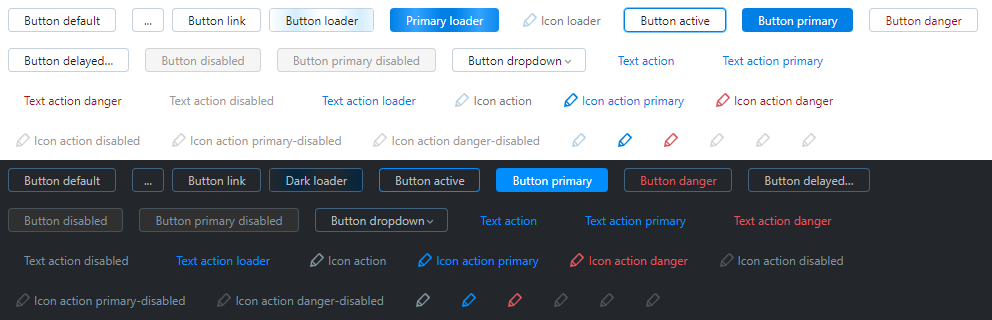 Button default ... Button link Button loader Primary loader Icon loader Button active Button primary Button danger
Button delayed... Button disabled Button primary disabled Button dropdown Text action Text action primary
Text action danger Text action disabled Text action loader Icon action Icon action primary Icon action danger
Icon action disabled Icon action primary-disabled Icon action danger-disabled
Button default ... Button link Dark loader Button active Button primary Button danger Button delayed...
Button disabled Button primary disabled Button dropdown Text action Text action primary Text action danger
Text action disabled Text action loader Icon action Icon action primary Icon action danger Icon action disabled
Icon action primary-disabled Icon action danger-disabled